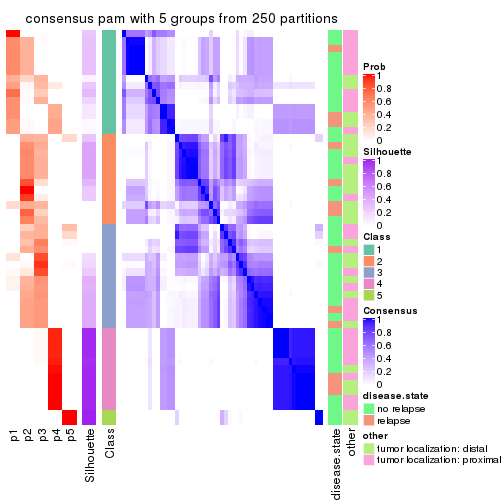 consensus pam with 5 groups from 250 partitions
Prob
1
0.8
0.6
0.4
0.2
0
Silhouette
1
0.8
0.6
0.4
0.2
0
Class
1
2
3
4
5
Consensus
1
0.8
0.6
0.4
0.2
0
disease.state
no relapse
relapse
other
tumor localization: distal
tumor localization: proximal
p1
p2
p3
p4
p5
Silhouette
Class
disease.state
other